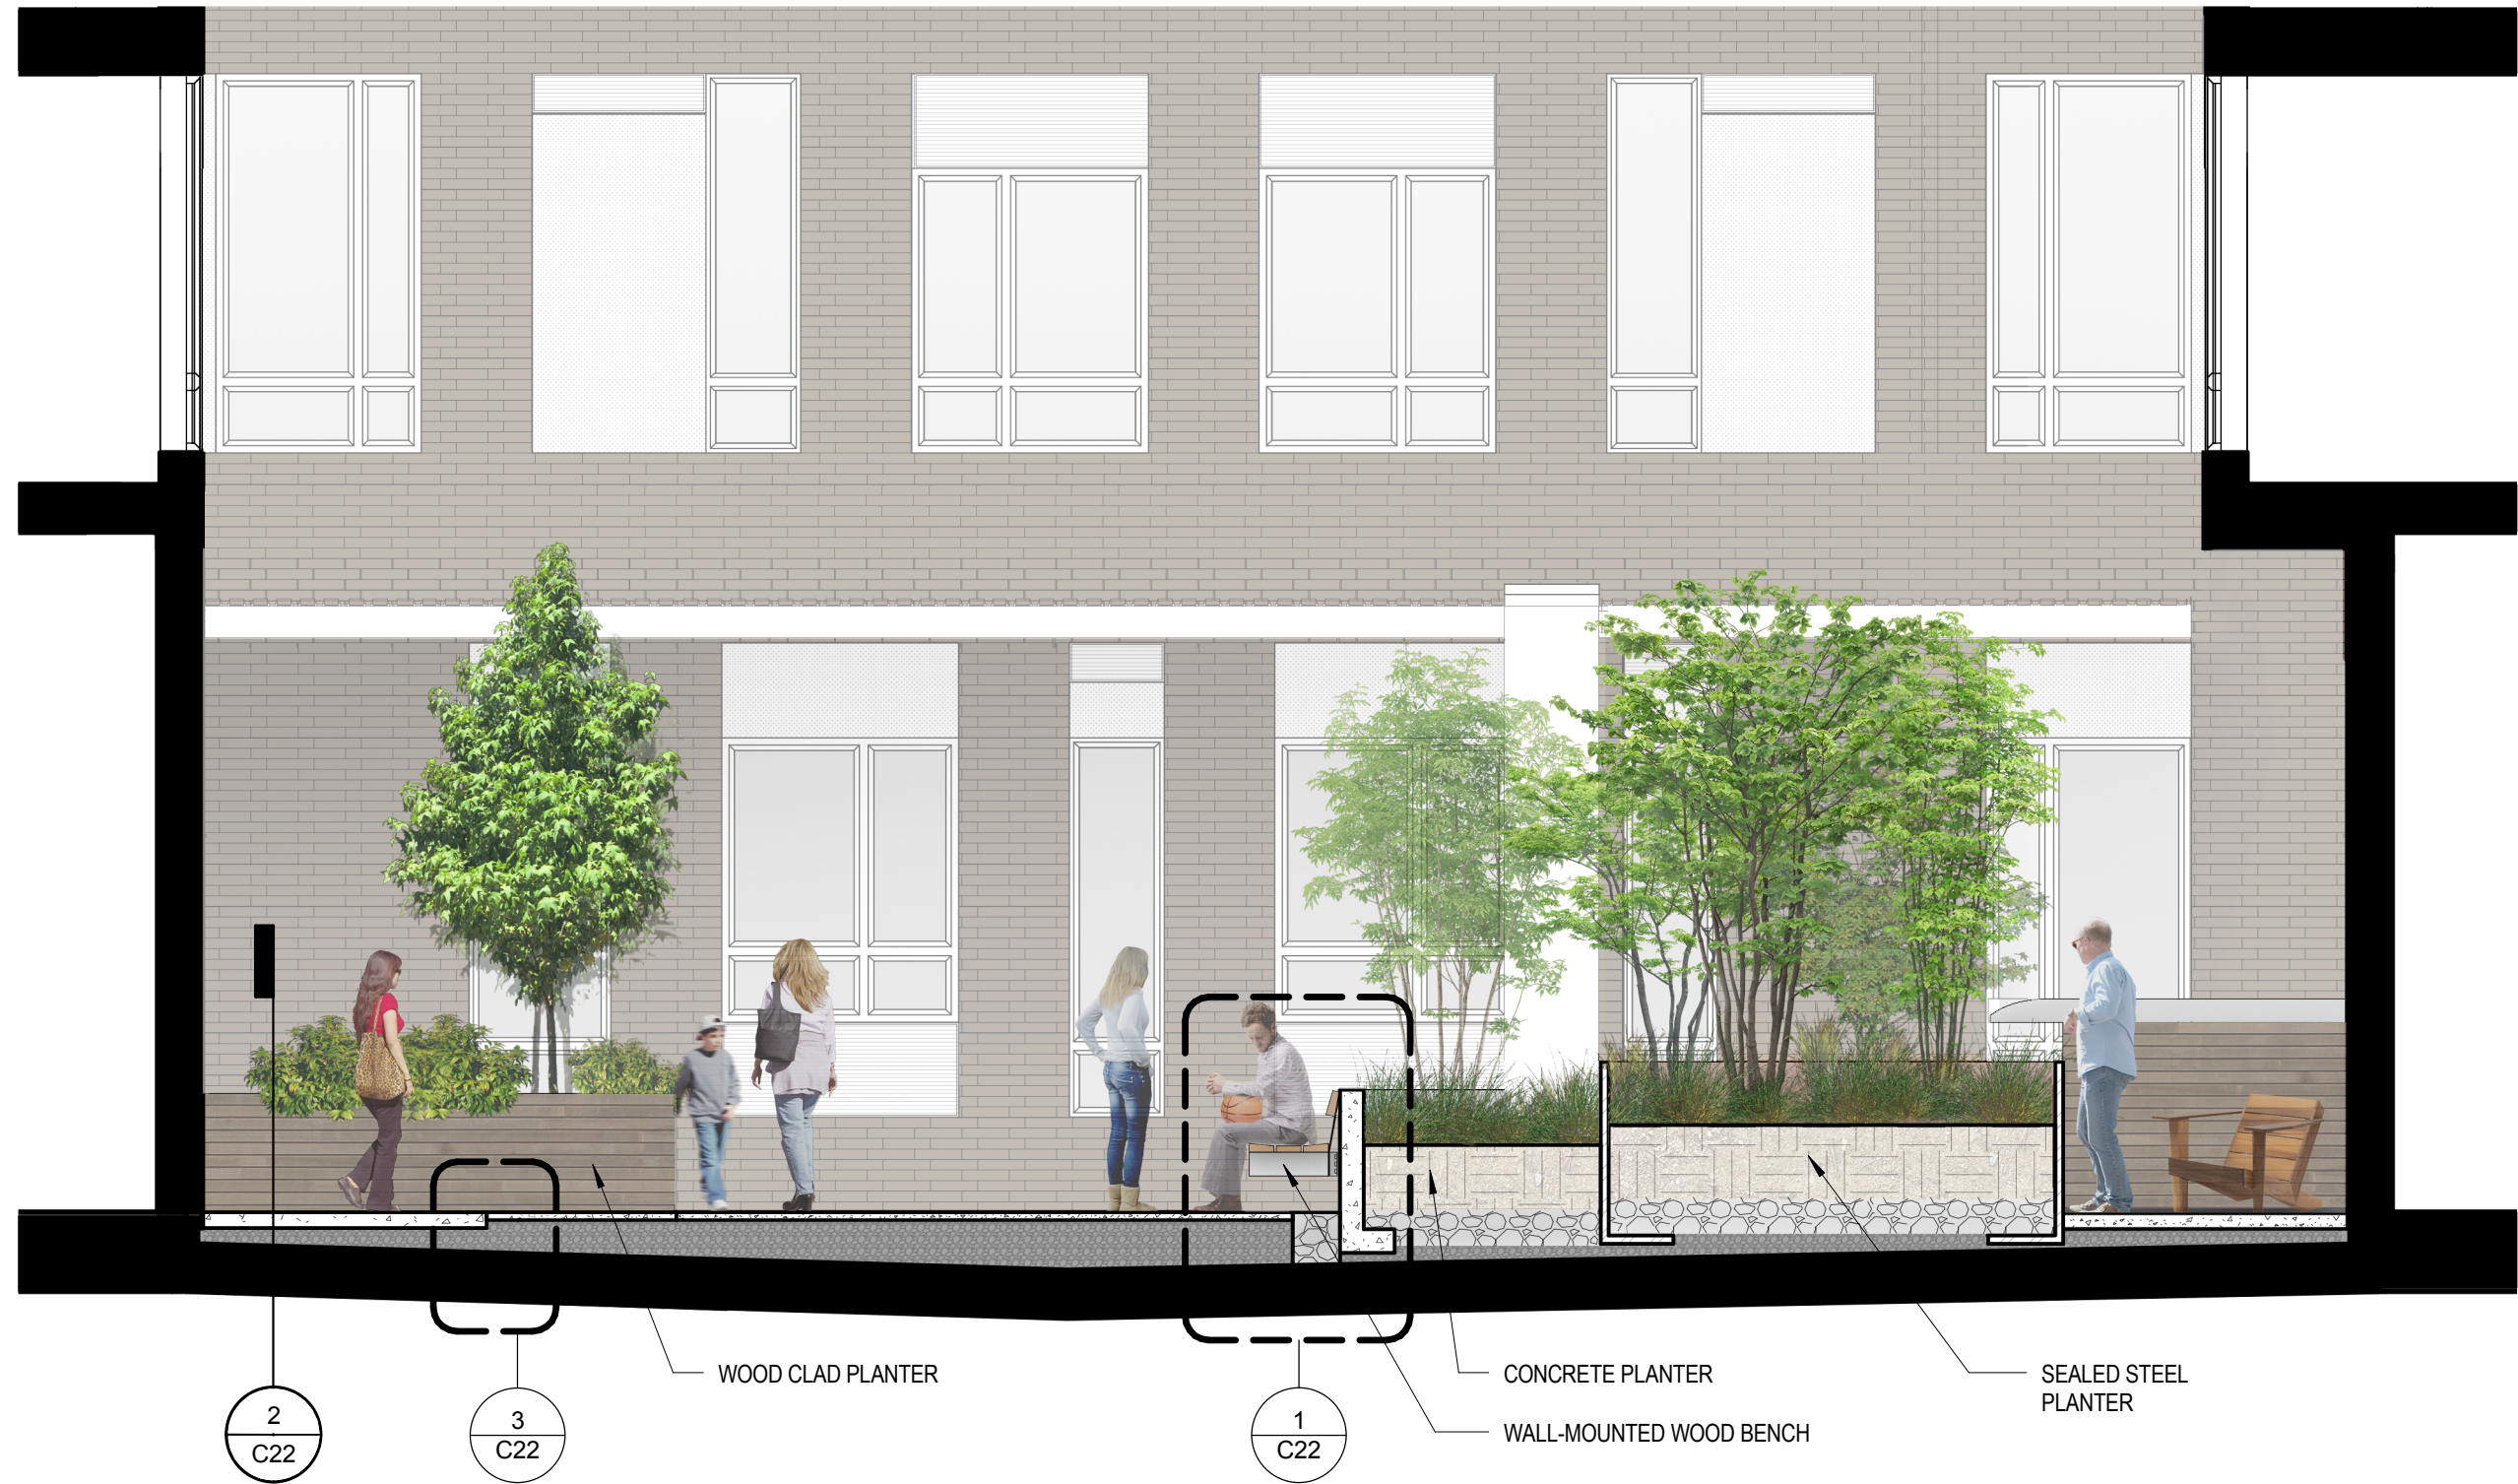 WOOD CLAD PLANTER
CONCRETE PLANTER
SEALED STEEL
PLANTER
WALL-MOUNTED WOOD BENCH
2
C22
3
C22
1
C22